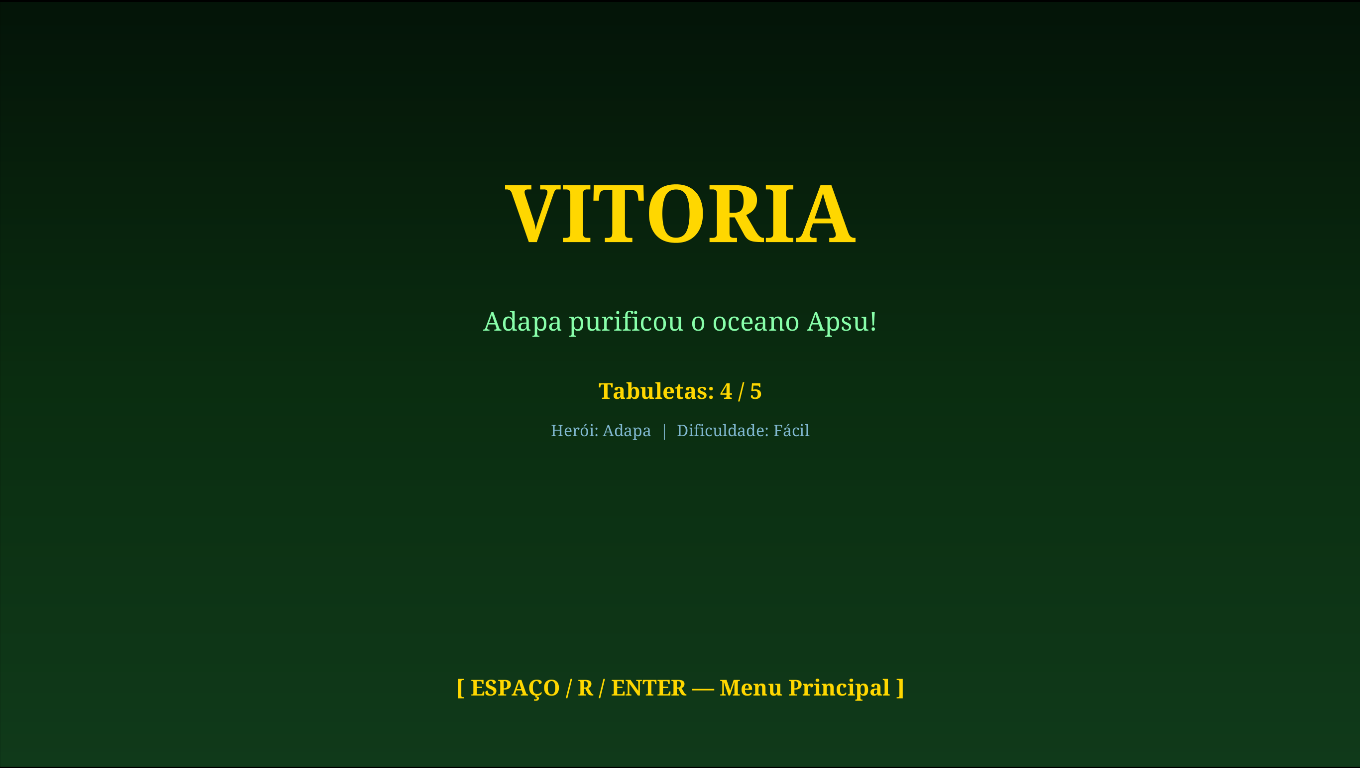 VITORIA
Adapa purificou o oceano Apsu!
Tabuletas: 4 / 5
Herói: Adapa | Dificuldade: Fácil
[ ESPAÇO / R / ENTER — Menu Principal ]